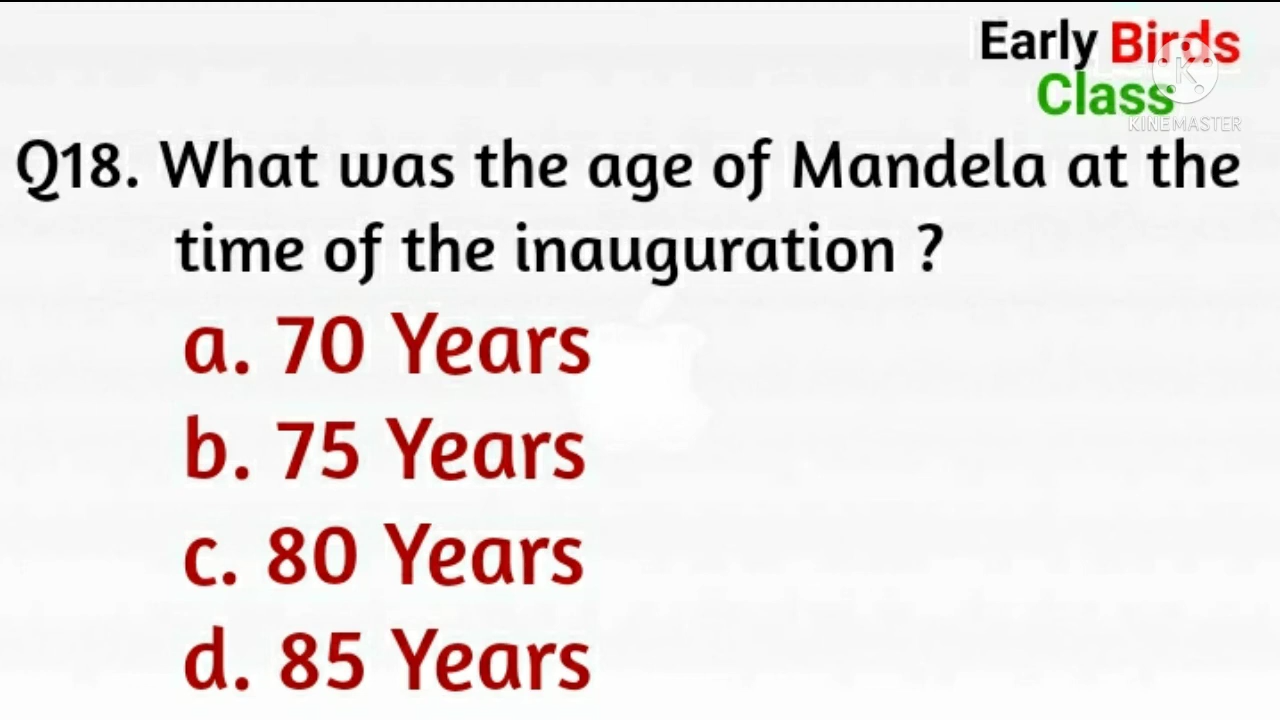 Early Birds
Class
KINEMASTER
Q18. What was the age of Mandela at the
time of the inauguration ?
a. 70 Years
b. 75 Years
c. 80 Years
d. 85 Years